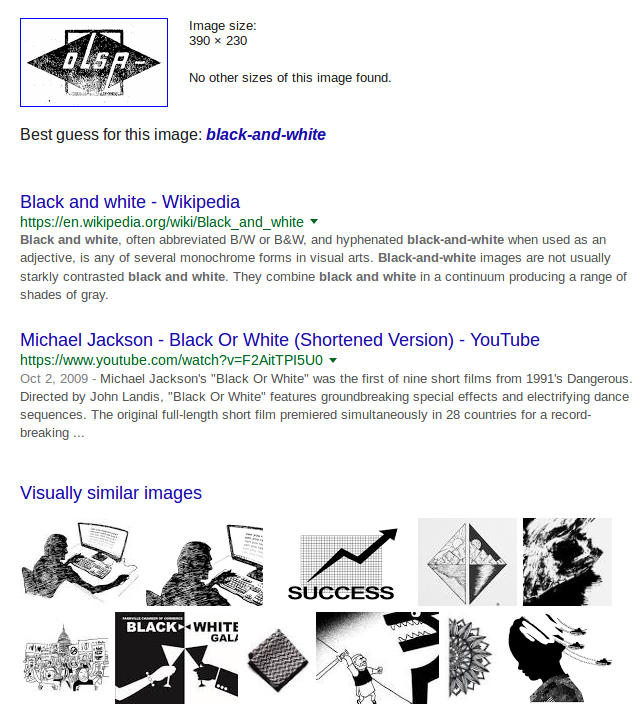 OLSA-
Image size:
390 × 230
No other sizes of this image found.
Best guess for this image: black-and-white
Black and white - Wikipedia
https://en.wikipedia.org/wiki/Black_and_white
Black and white, often abbreviated B/W or B&W, and hyphenated black-and-white when used as an
adjective, is any of several monochrome forms in visual arts. Black-and-white images are not usually
starkly contrasted black and white. They combine black and white in a continuum producing a range of
shades of gray.
Michael Jackson - Black Or White (Shortened Version) - YouTube
https://www.youtube.com/watch?v=F2AitTPI5U0
Oct 2, 2009 - Michael Jackson's "Black Or White" was the first of nine short films from 1991's Dangerous.
Directed by John Landis, "Black Or White" features groundbreaking special effects and electrifying dance
sequences. The original full-length short film premiered simultaneously in 28 countries for a record-
breaking ...
Visually similar images
SUCCESS
FARMVILLE CHAMBER OF COMMERCE
BLACK WHITE
GALA